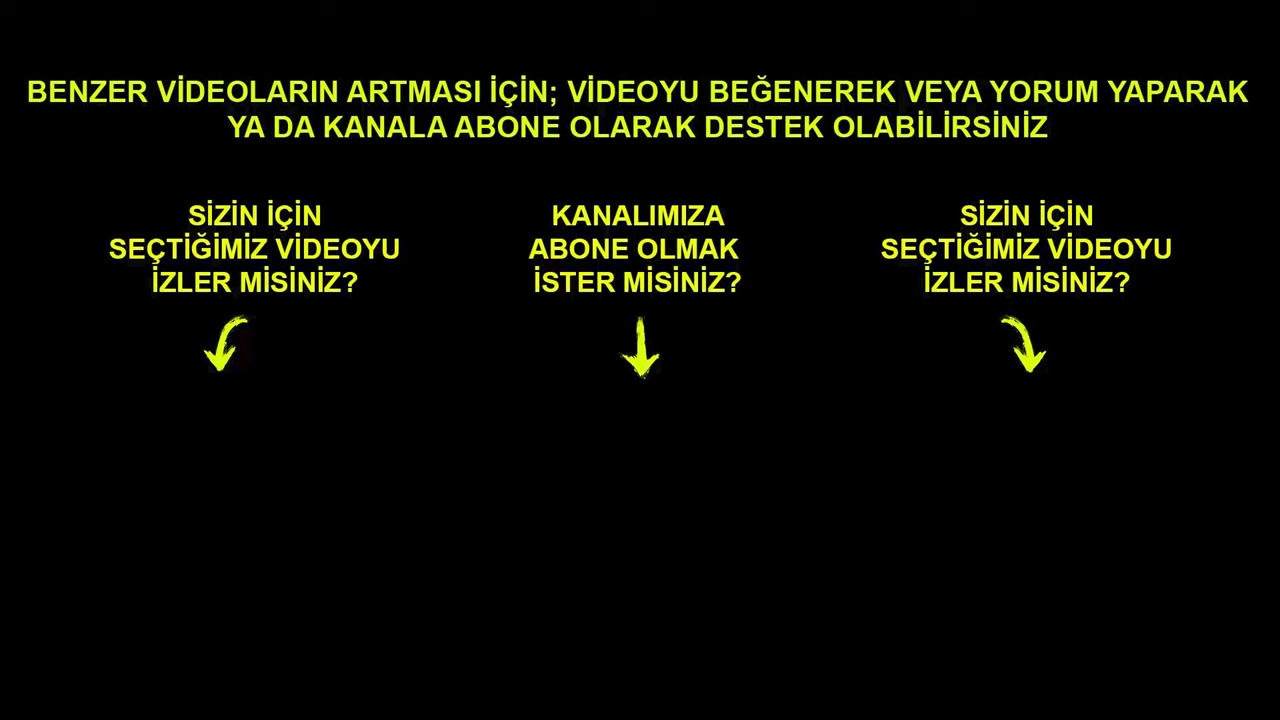 BENZER VİDEOLARIN ARTMASI İÇİN; VİDEOYU BEĞENEREK VEYA YORUM YAPARAK
YA DA KANALA ABONE OLARAK DESTEK OLABİLİRSİNİZ
SİZİN İÇİN
SEÇTİĞİMİZ VİDEOYU
İZLER MİSİNİZ?
KANALIMIZA
ABONE OLMAK
İSTER MİSİNİZ?
SİZİN İÇİN
SEÇTİĞİMİZ VİDEOYU
İZLER MİSİNİZ?